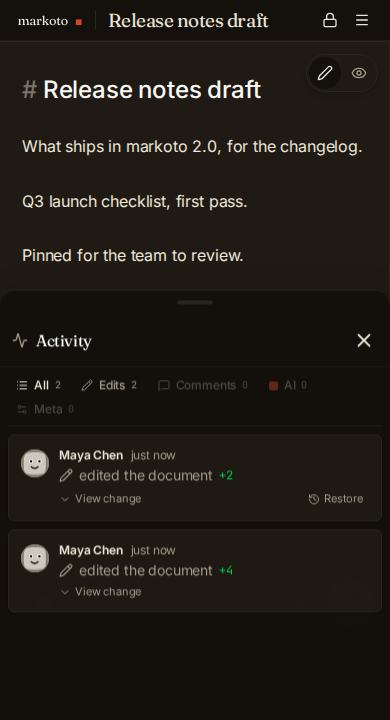 markoto Release notes draft
# Release notes draft
What ships in markoto 2.0, for the changelog.
Q3 launch checklist, first pass.
Pinned for the team to review.
Activity
All 2 Edits 2 Comments 0 AI 0
Meta 0
Maya Chen just now
edited the document +2
View change Restore
Maya Chen just now
edited the document +4
View change